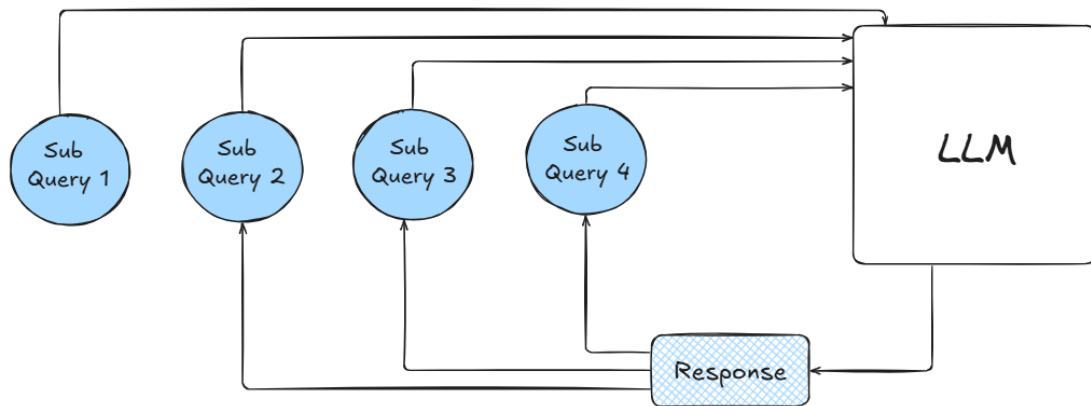 Sub
Query 1
Sub
Query 2
Sub
Query 3
Sub
Query 4
LLM
Response